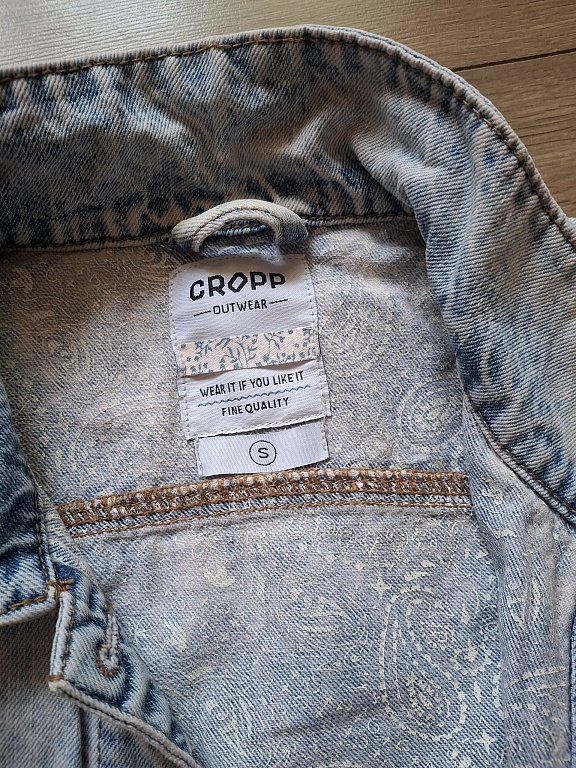 CROPP
OUTWEAR
WEAR IT IF YOU LIKE IT
FINE QUALITY
S